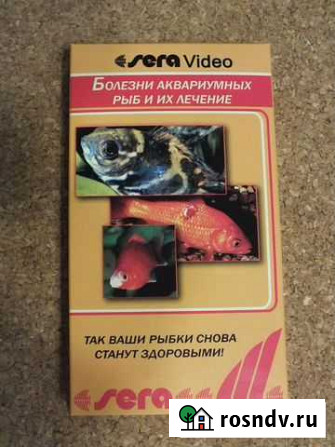 sera Video
БОЛЕЗНИ АКВАРИУМНЫХ
РЫБ И ИХ ЛЕЧЕНИЕ
ТАК ВАШИ РЫБКИ СНОВА
СТАНУТ ЗДОРОВЫМИ!
sera
rosndv.ru